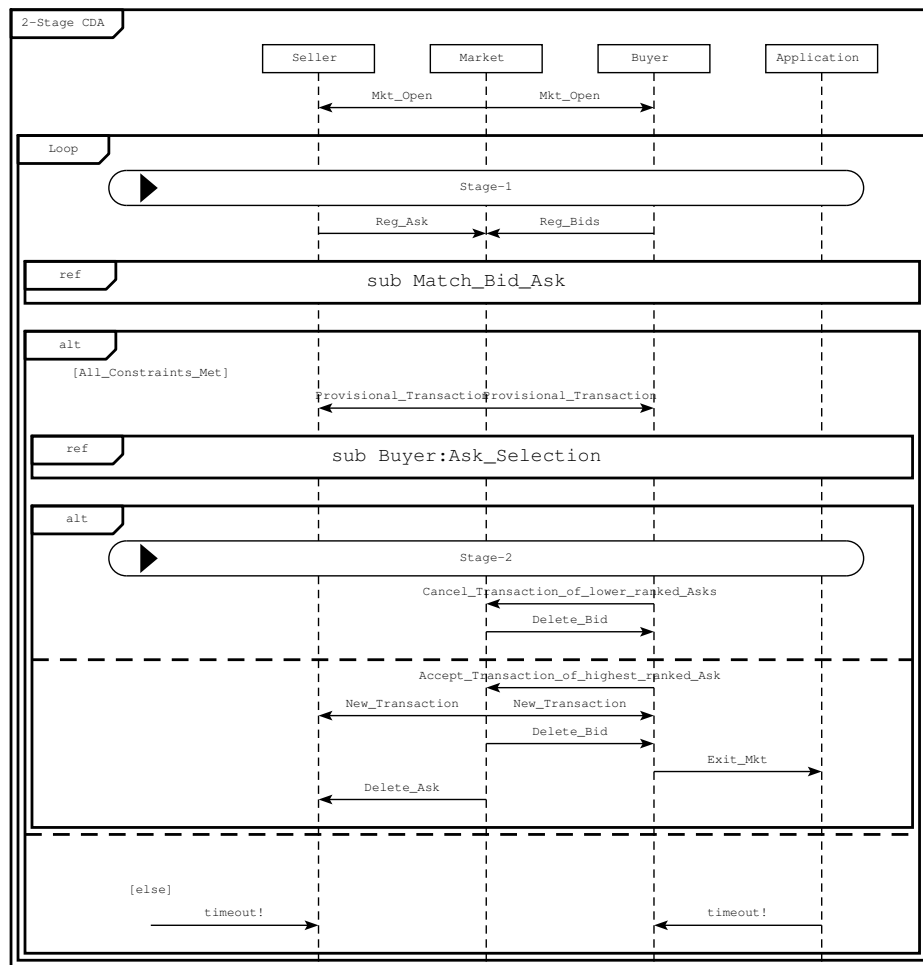 2-Stage CDA
Seller Market Buyer Application
Mkt_Open Mkt_Open
Loop
Stage-1
Reg_Ask Reg_Bids
ref
sub Match_Bid_Ask
alt
[All_Constraints_Met]
Provisional_Transaction Provisional_Transaction
ref
sub Buyer:Ask_Selection
alt
Stage-2
Cancel_Transaction_of_lower_ranked_Asks
Delete_Bid
Accept_Transaction_of_highest_ranked_Ask
New_Transaction New_Transaction
Delete_Bid
Exit_Mkt
Delete_Ask
[else]
timeout! timeout!